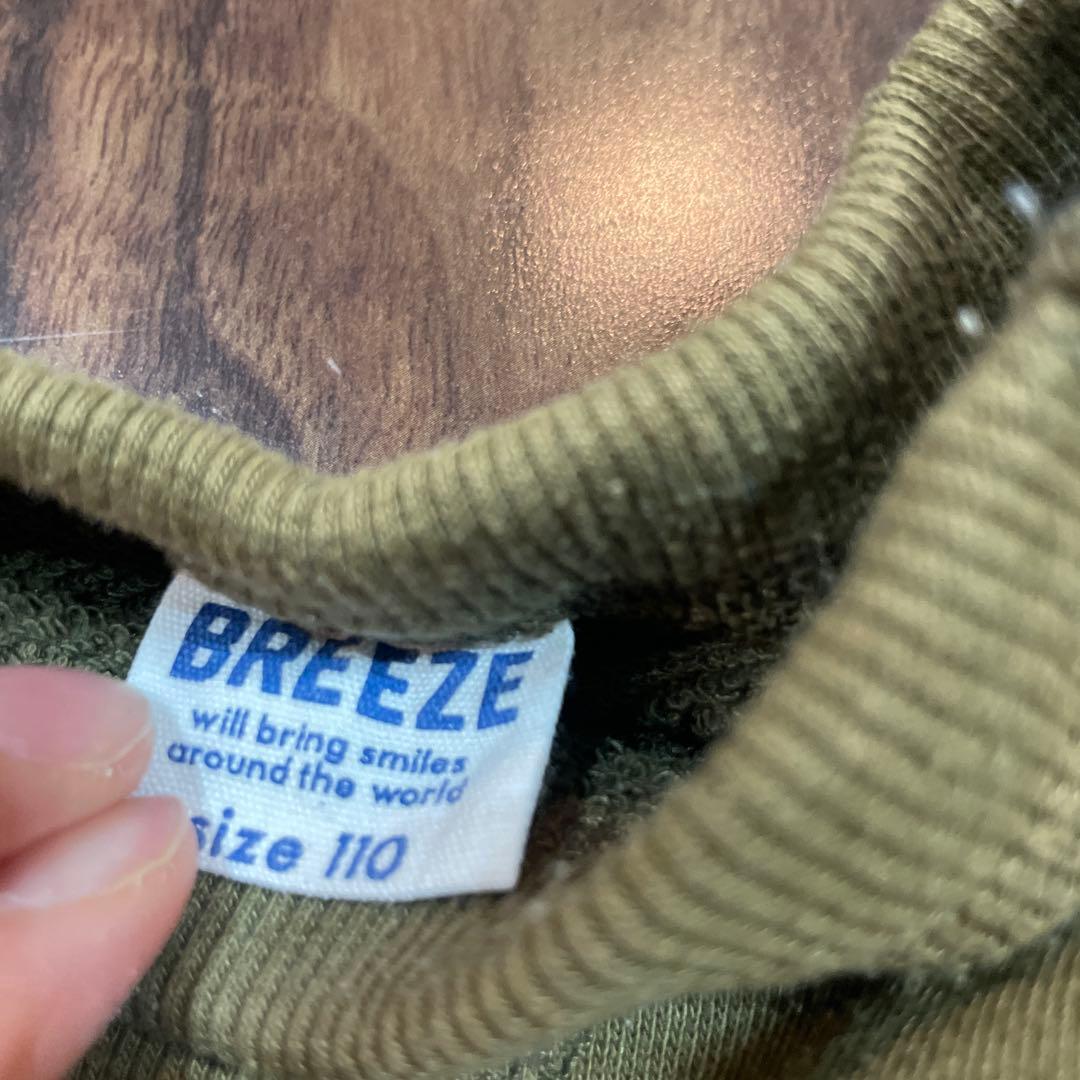 BREEZE
will bring smiles
around the world
size 110